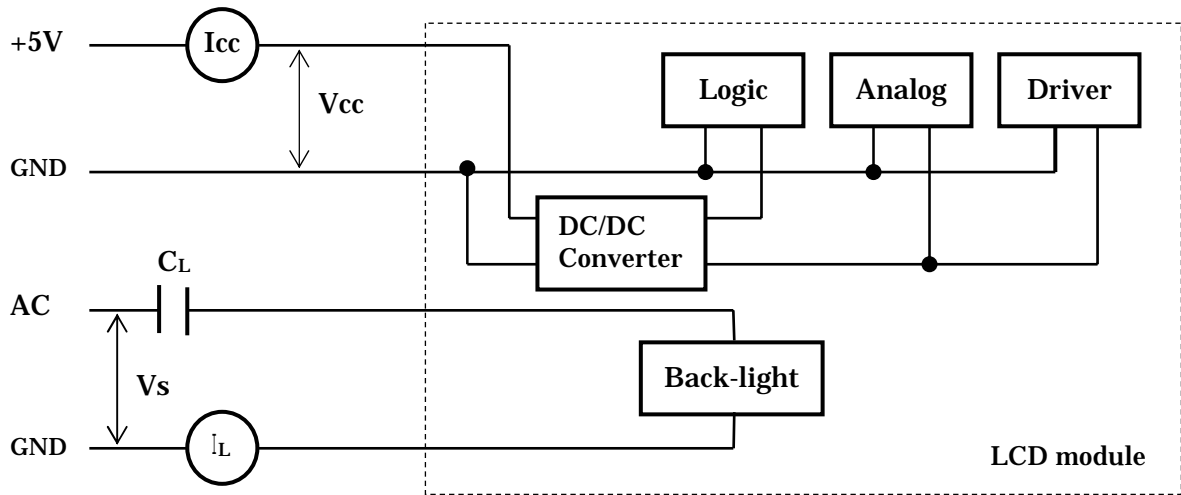 +5V
Icc
Vcc
Logic
Analog
Driver
GND
DC/DC
Converter
CL
AC
Vs
Back-light
GND
IL
LCD module